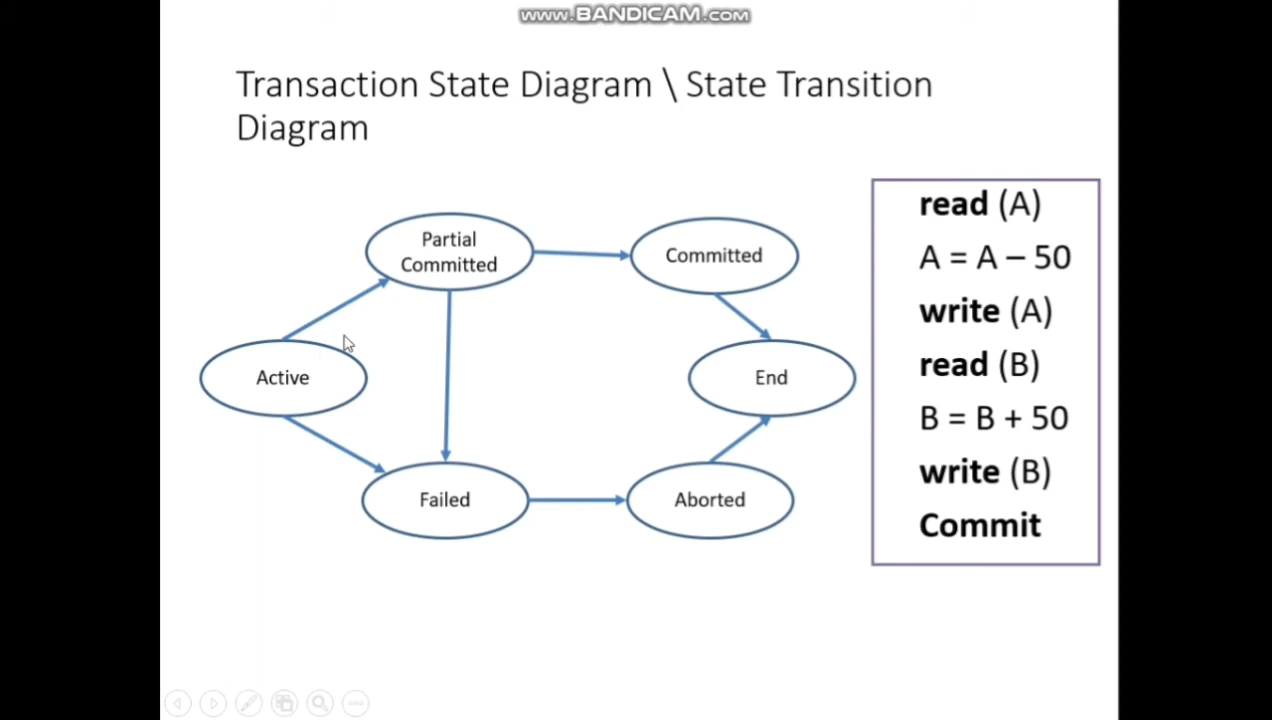 www.BANDICAM.com
Transaction State Diagram \ State Transition
Diagram
Partial
Committed
Committed
Active
End
Failed
Aborted
read (A)
A = A – 50
write (A)
read (B)
B = B + 50
write (B)
Commit